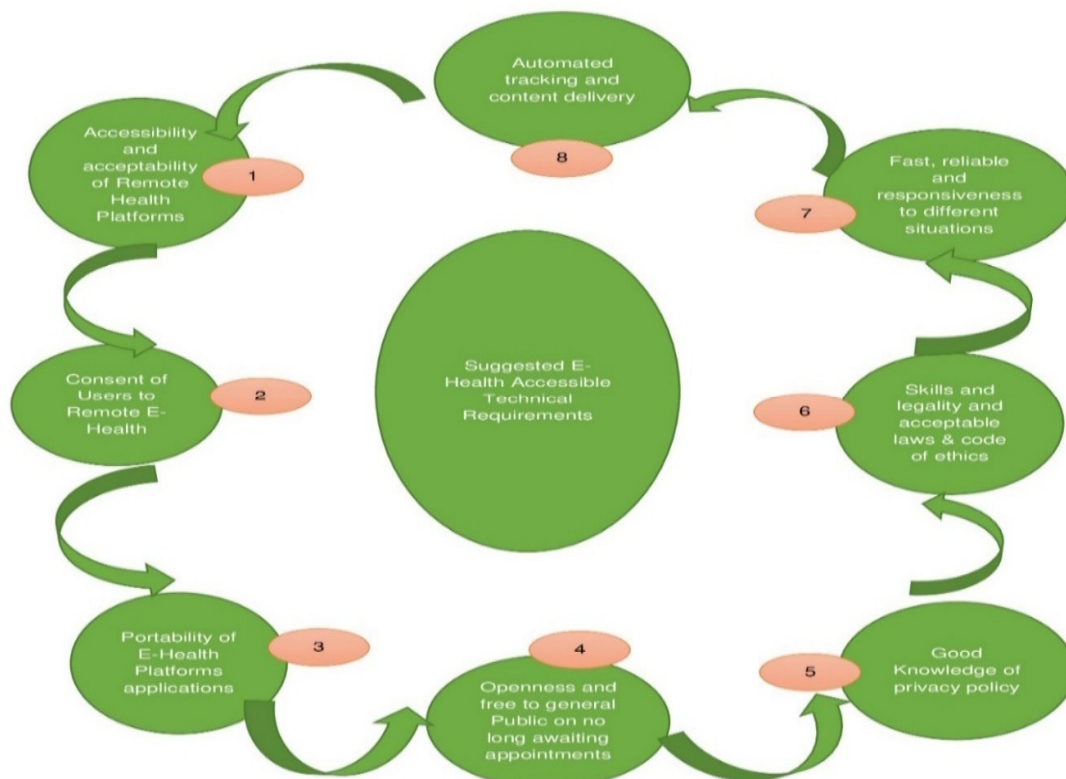 Automated
tracking and
content delivery
8
Accessibility
and
acceptability
of Remote
Health
Platforms
1
Fast, reliable
and
responsiveness
to different
situations
7
Suggested E-
Health Accessible
Technical
Requirements
Consent of
Users to
Remote E-
Health
2
Skills and
legality and
acceptable
laws & code
of ethics
6
Portability of
E-Health
Platforms
applications
3
Openness and
free to general
Public on no
long awaiting
appointments
4
Good
Knowledge of
privacy policy
5